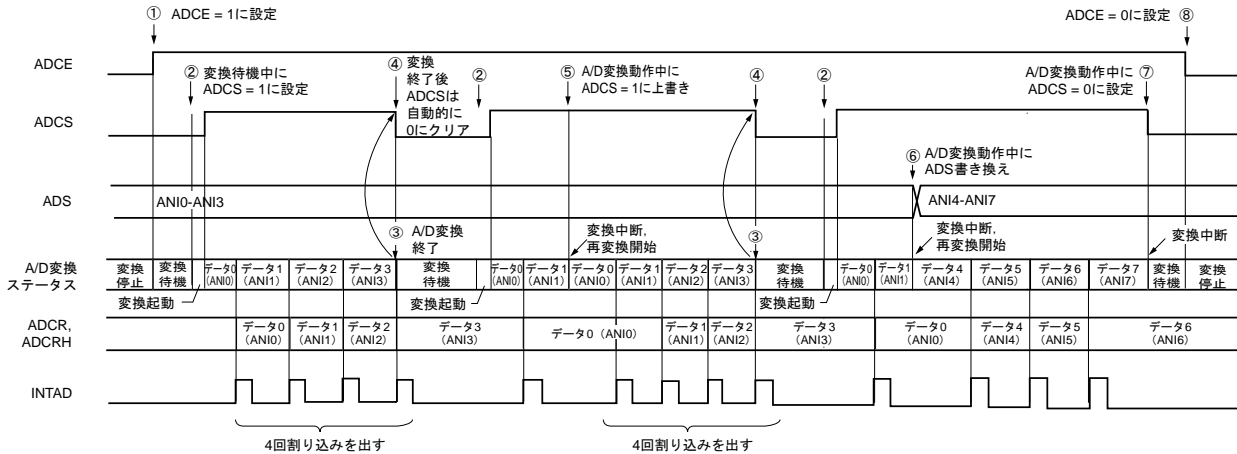 ① ADCE = 1に設定
ADCE = 0に設定 ⑧
ADCE
② 変換待機中に
ADCS = 1に設定
④ 変換
終了後
ADCSは
自動的に
0にクリア
②
⑤ A/D変換動作中に
ADCS = 1に上書き
④
②
A/D変換動作中に ⑦
ADCS = 0に設定
ADCS
⑥ A/D変換動作中に
ADS書き換え
ADS
ANI0-ANI3
ANI4-ANI7
③ A/D変換
終了
変換中断,
再変換開始
③
変換中断,
再変換開始
変換中断
A/D変換
ステータス
変換
停止
変換
待機
データ0
(ANI0)
データ1
(ANI1)
データ2
(ANI2)
データ3
(ANI3)
変換
待機
データ0
(ANI0)
データ1
(ANI1)
データ0
(ANI0)
データ1
(ANI1)
データ2
(ANI2)
データ3
(ANI3)
変換
待機
データ0
(ANI0)
データ1
(ANI1)
データ4
(ANI4)
データ5
(ANI5)
データ6
(ANI6)
データ7
(ANI7)
変換
待機
変換
停止
変換起動
変換起動
変換起動
ADCR,
ADCRH
データ0
(ANI0)
データ1
(ANI1)
データ2
(ANI2)
データ3
(ANI3)
データ0 (ANI0)
データ1
(ANI1)
データ2
(ANI2)
データ3
(ANI3)
データ0
(ANI0)
データ4
(ANI4)
データ5
(ANI5)
データ6
(ANI6)
INTAD
4回割り込みを出す
4回割り込みを出す